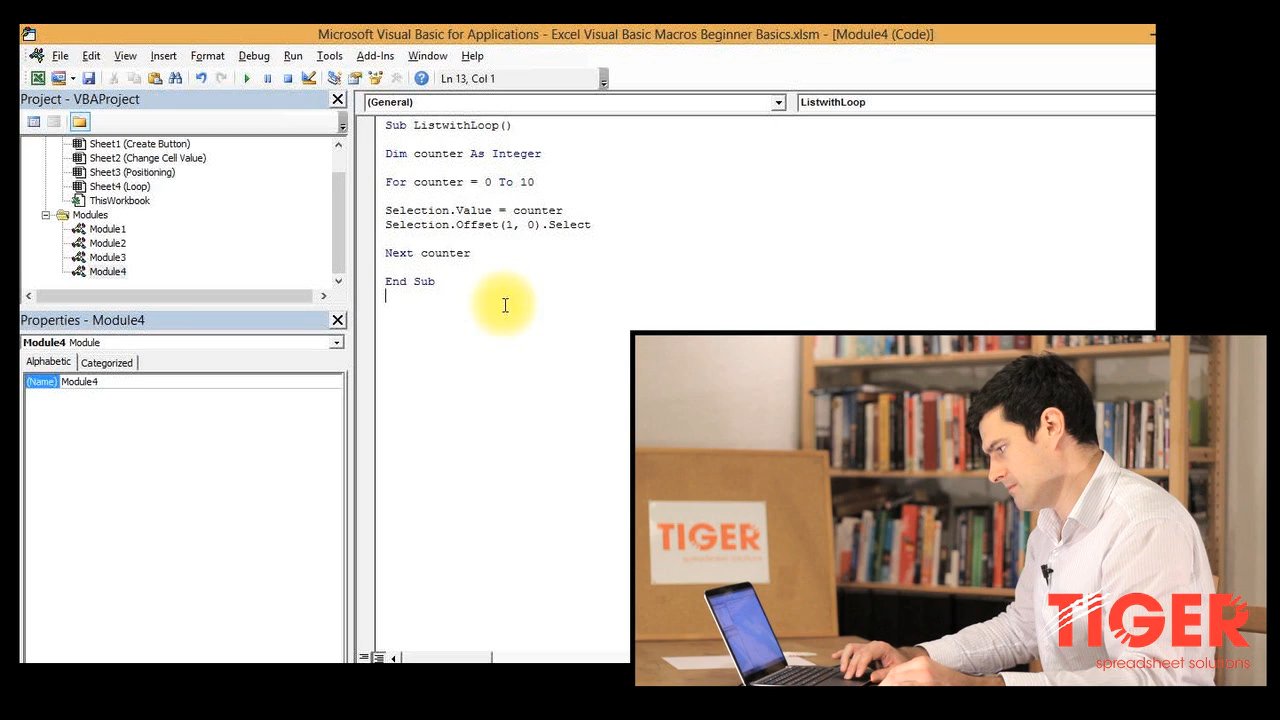 Microsoft Visual Basic for Applications - Excel Visual Basic Macros Beginner Basics.xlsm - [Module4 (Code)]
File Edit View Insert Format Debug Run Tools Add-Ins Window Help
Ln 13, Col 1
Project - VBAProject
(General)
ListwithLoop
Sheet1 (Create Button)
Sheet2 (Change Cell Value)
Sheet3 (Positioning)
Sheet4 (Loop)
ThisWorkbook
Modules
Module1
Module2
Module3
Module4
Properties - Module4
Module4 Module
Alphabetic Categorized
(Name) Module4
Sub ListwithLoop()
Dim counter As Integer
For counter = 0 To 10
Selection.Value = counter
Selection.Offset(1, 0).Select
Next counter
End Sub
TIGER
spreadsheet solutions
TIGER
spreadsheet solutions